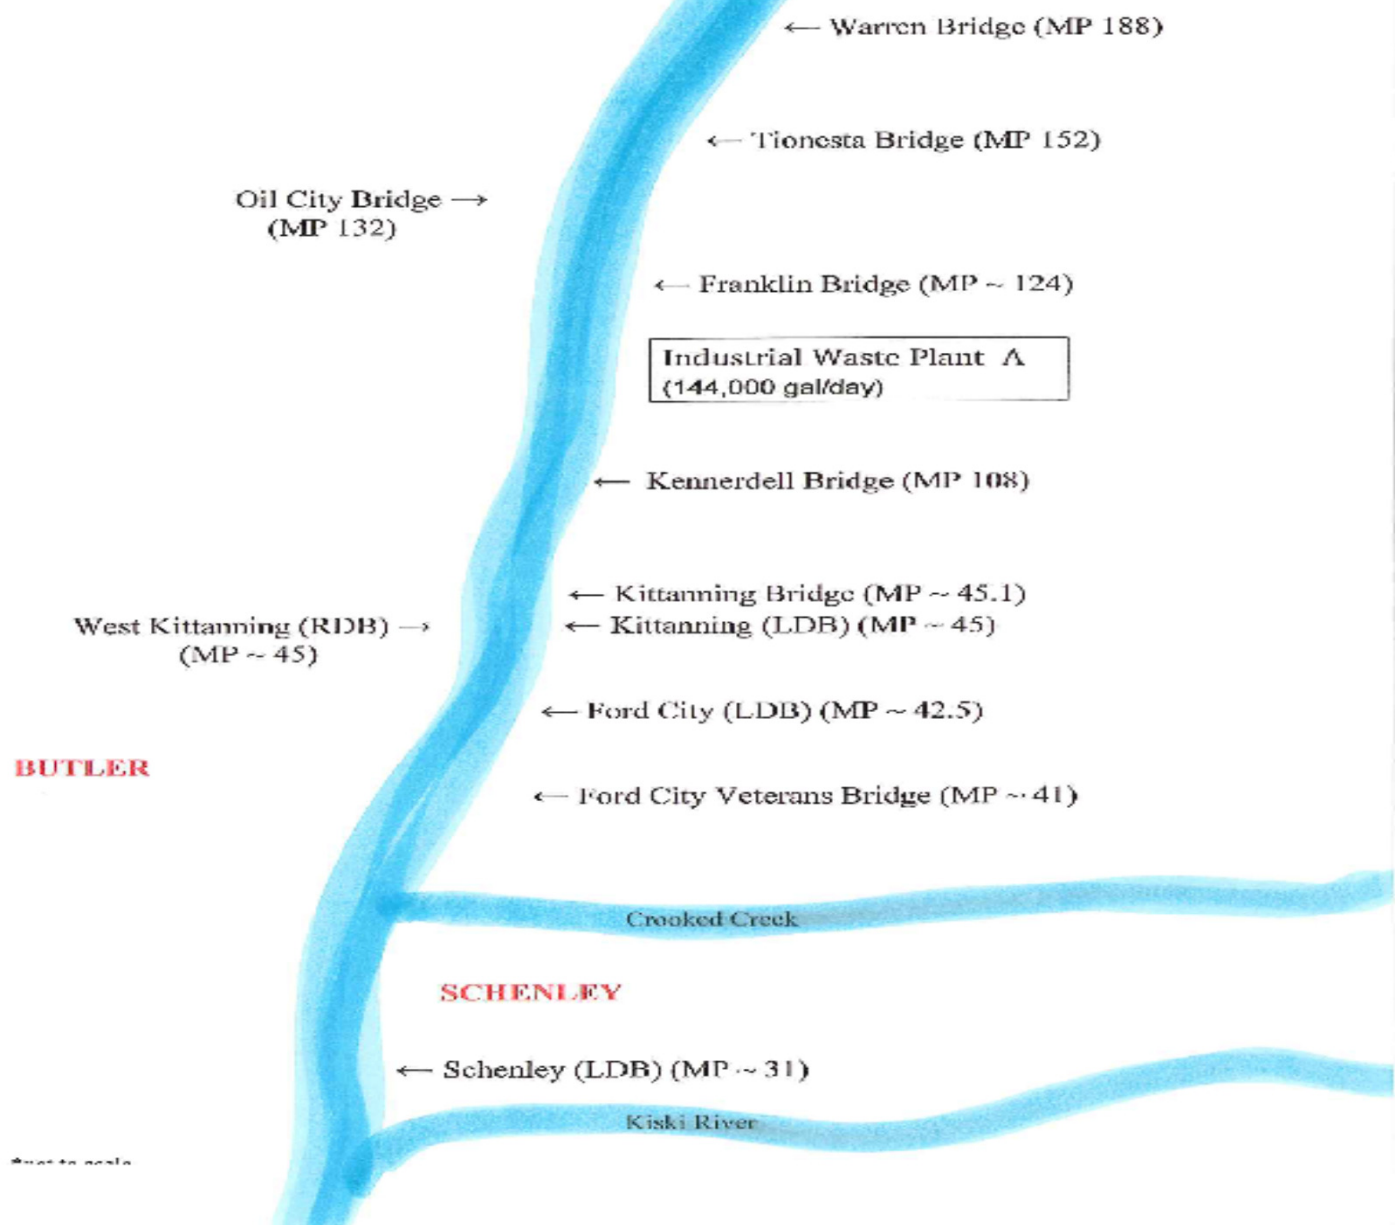 ← Warren Bridge (MP 188)
← Tionesta Bridge (MP 152)
Oil City Bridge →
(MP 132)
← Franklin Bridge (MP ~ 124)
Industrial Waste Plant A
(144,000 gal/day)
← Kennerdell Bridge (MP 108)
← Kittanning Bridge (MP ~ 45.1)
West Kittanning (RDB) →
(MP ~ 45)
← Kittanning (LDB) (MP ~ 45)
← Ford City (LDB) (MP ~ 42.5)
BUTLER
← Ford City Veterans Bridge (MP ~ 41)
Crooked Creek
SCHENLEY
← Schenley (LDB) (MP ~ 31)
Kiski River
*not to scale